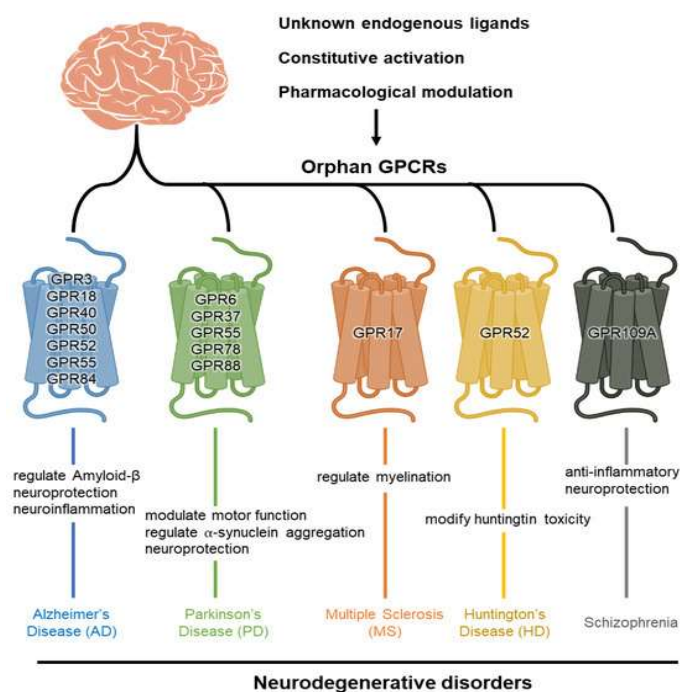 Unknown endogenous ligands
Constitutive activation
Pharmacological modulation
Orphan GPCRs
GPR3
GPR18
GPR40
GPR50
GPR52
GPR55
GPR84
GPR6
GPR37
GPR55
GPR78
GPR88
GPR17
GPR52
GPR109A
regulate Amyloid-β
neuroprotection
neuroinflammation
modulate motor function
regulate α-synuclein aggregation
neuroprotection
regulate myelination
modify huntingtin toxicity
anti-inflammatory
neuroprotection
Alzheimer's
Disease (AD)
Parkinson's
Disease (PD)
Multiple Sclerosis
(MS)
Huntington's
Disease (HD)
Schizophrenia
Neurodegenerative disorders